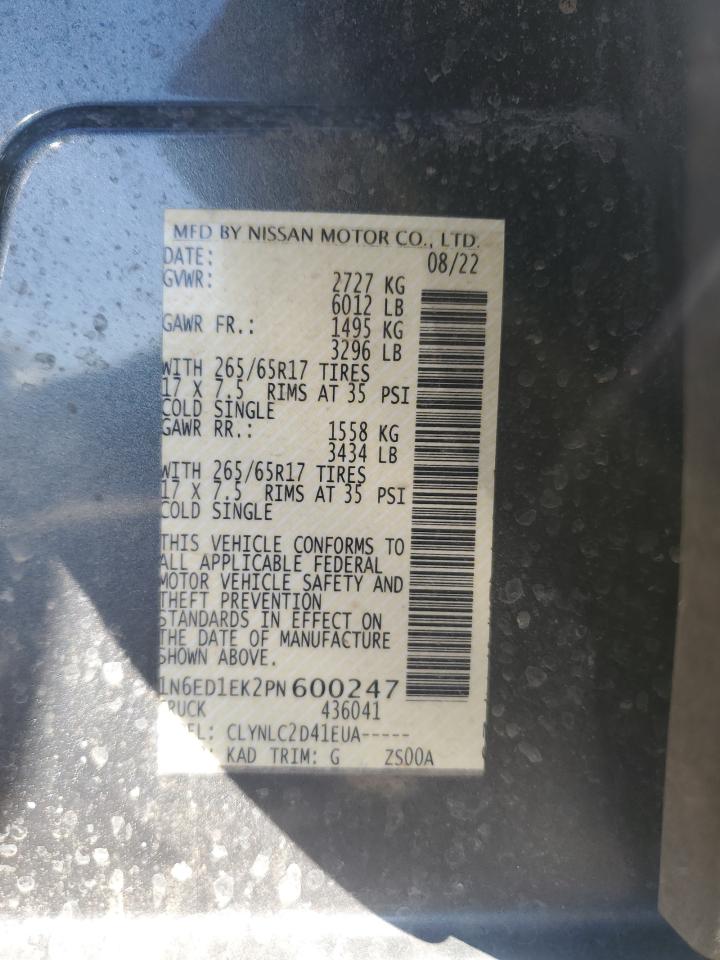 MFD BY NISSAN MOTOR CO., LTD.
DATE: 08/22
GVWR: 2727 KG
6012 LB
GAWR FR.: 1495 KG
3296 LB
WITH 265/65R17 TIRES
17 X 7.5 RIMS AT 35 PSI
COLD SINGLE
GAWR RR.: 1558 KG
3434 LB
WITH 265/65R17 TIRES
17 X 7.5 RIMS AT 35 PSI
COLD SINGLE
THIS VEHICLE CONFORMS TO
ALL APPLICABLE FEDERAL
MOTOR VEHICLE SAFETY AND
THEFT PREVENTION
STANDARDS IN EFFECT ON
THE DATE OF MANUFACTURE
SHOWN ABOVE.
1N6ED1EK2PN600247
TRUCK 436041
EL: CLYNLC2D41EUA-----
KAD TRIM: G ZS00A